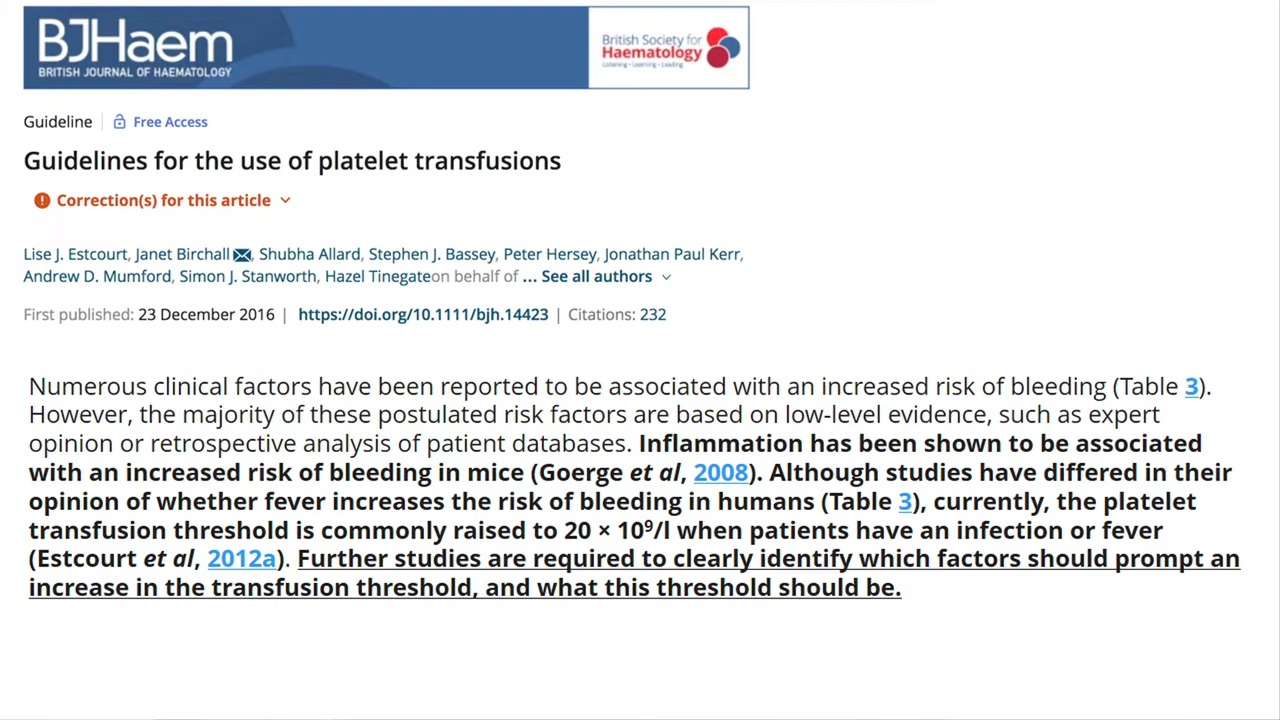 BJHaem
BRITISH JOURNAL OF HAEMATOLOGY
British Society for
Haematology
Listening • Learning • Leading
Guideline
Free Access
Guidelines for the use of platelet transfusions
Correction(s) for this article
Lise J. Estcourt, Janet Birchall, Shubha Allard, Stephen J. Bassey, Peter Hersey, Jonathan Paul Kerr,
Andrew D. Mumford, Simon J. Stanworth, Hazel Tinegateon behalf of ... See all authors
First published: 23 December 2016 | https://doi.org/10.1111/bjh.14423 | Citations: 232
Numerous clinical factors have been reported to be associated with an increased risk of bleeding (Table 3).
However, the majority of these postulated risk factors are based on low-level evidence, such as expert
opinion or retrospective analysis of patient databases. Inflammation has been shown to be associated
with an increased risk of bleeding in mice (Goerge et al, 2008). Although studies have differed in their
opinion of whether fever increases the risk of bleeding in humans (Table 3), currently, the platelet
transfusion threshold is commonly raised to 20 × 10⁹/l when patients have an infection or fever
(Estcourt et al, 2012a). Further studies are required to clearly identify which factors should prompt an
increase in the transfusion threshold, and what this threshold should be.